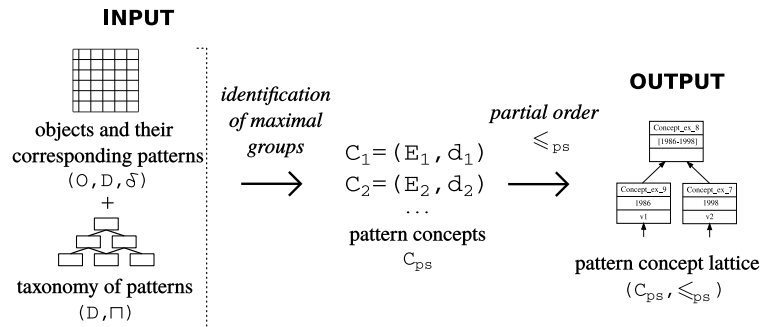 INPUT
objects and their
corresponding patterns
(O,D,δ)
+
taxonomy of patterns
(D,⊓)
identification
of maximal
groups
C₁=(E₁,d₁)
C₂=(E₂,d₂)
...
pattern concepts
Cps
partial order
⩽ps
OUTPUT
Concept_ex_8
[1986-1998]
Concept_ex_9
1986
v1
Concept_ex_7
1998
v2
pattern concept lattice
(Cps,⩽ps)